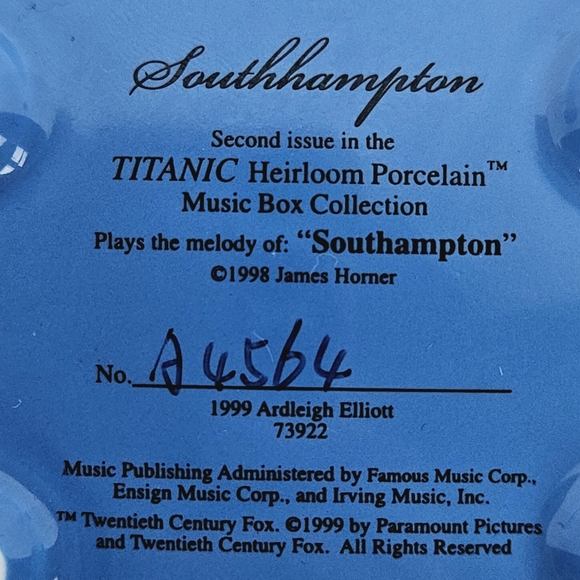 Southhampton
Second issue in the
TITANIC Heirloom Porcelain™
Music Box Collection
Plays the melody of: “Southampton”
©1998 James Horner
No. A4564
1999 Ardleigh Elliott
73922
Music Publishing Administered by Famous Music Corp.,
Ensign Music Corp., and Irving Music, Inc.
™ Twentieth Century Fox. ©1999 by Paramount Pictures
and Twentieth Century Fox. All Rights Reserved